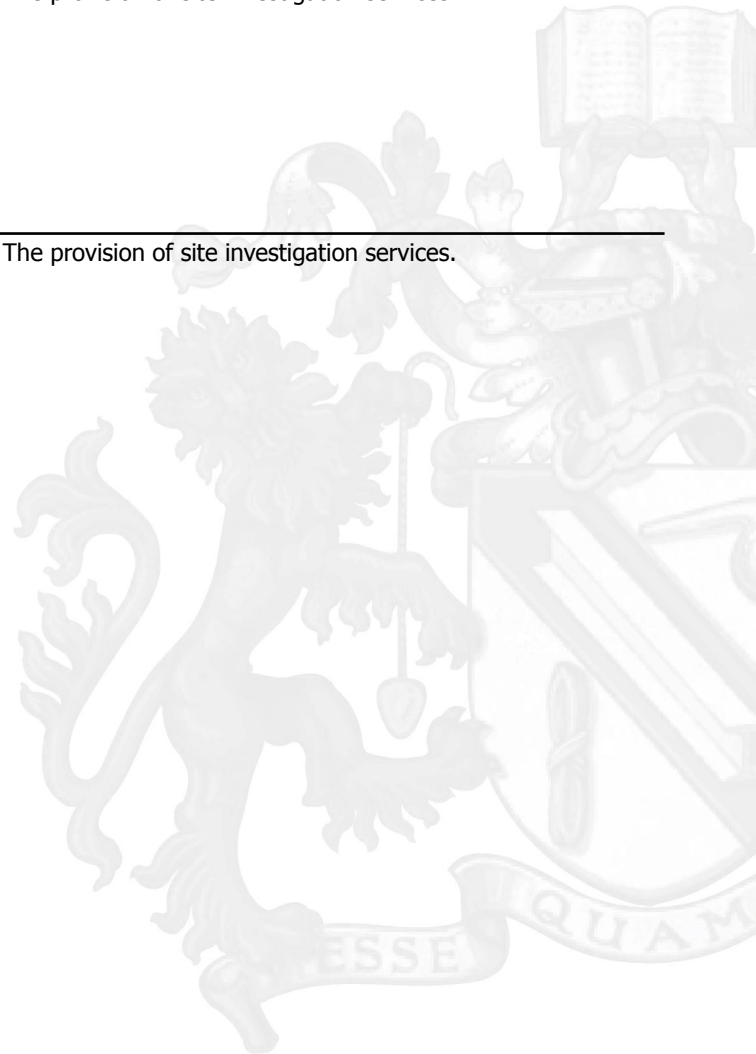 The provision of site investigation services.
ESSE QUAM